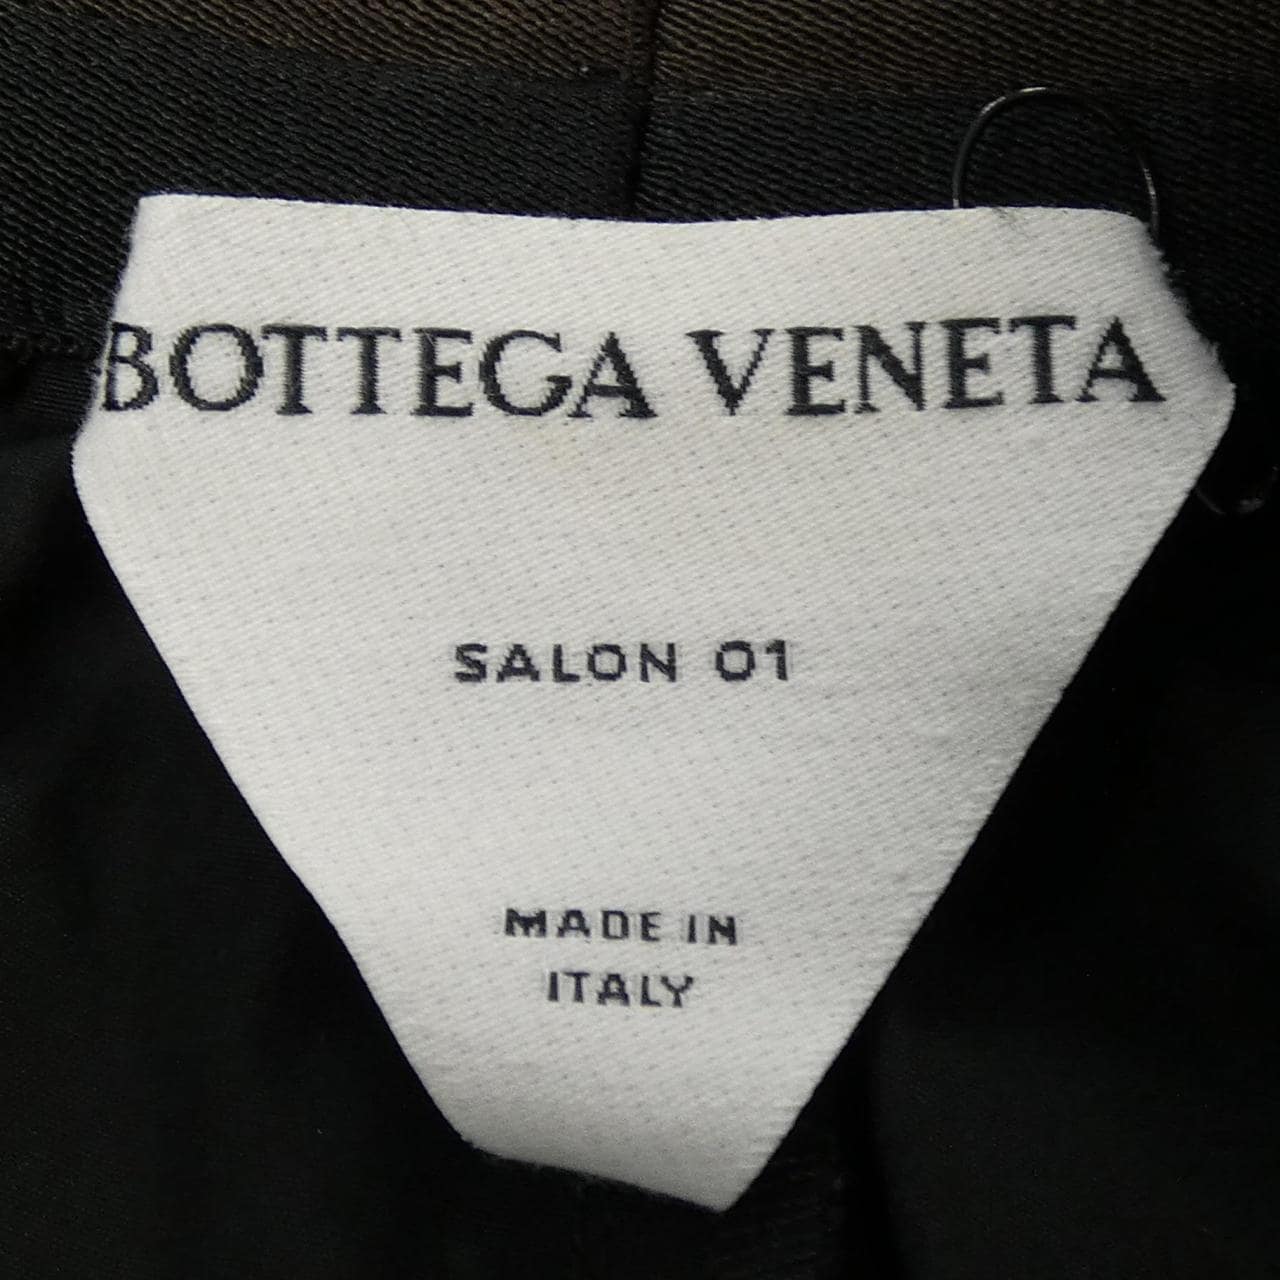 BOTTEGA VENETA
SALON 01
MADE IN
ITALY